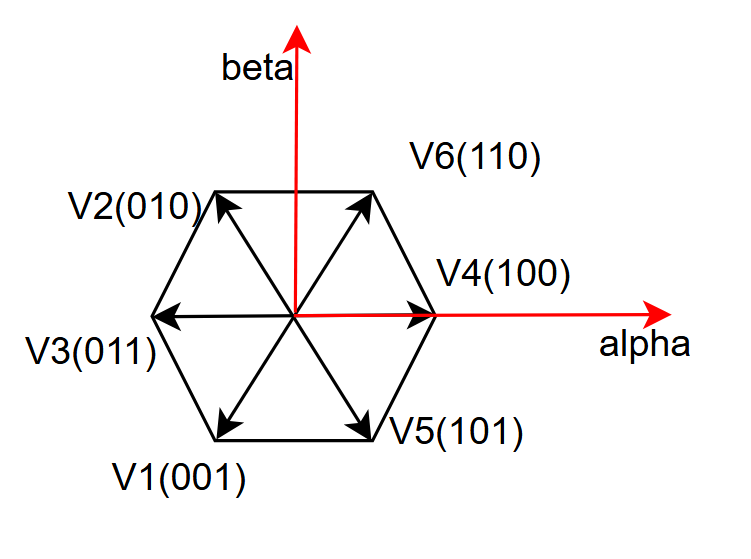 beta
V6(110)
V2(010)
V4(100)
alpha
V3(011)
V5(101)
V1(001)